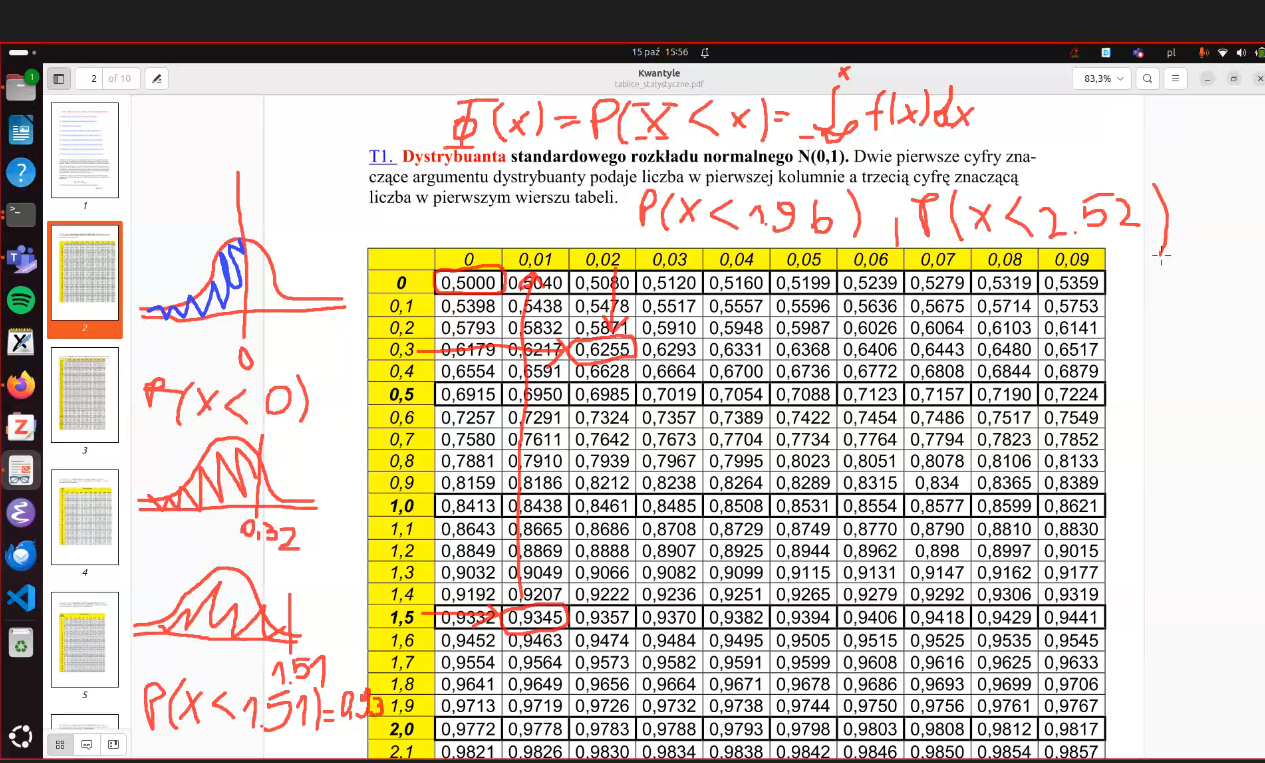 15 paź 15:56
pl
1
2 of 10
Kwantyle
tablice_statystyczne.pdf
83,3%
Φ(x) = P(X < x) = ∫_{-∞}^{x} f(x)dx
T1. Dystrybuanta standardowego rozkładu normalnego N(0,1). Dwie pierwsze cyfry zna-
czące argumentu dystrybuanty podaje liczba w pierwszej kolumnie a trzecią cyfrę znaczącą
liczba w pierwszym wierszu tabeli.
P(X < 1.96), P(X < 2.52)
0 0,01 0,02 0,03 0,04 0,05 0,06 0,07 0,08 0,09
0 0,5000 0,5040 0,5080 0,5120 0,5160 0,5199 0,5239 0,5279 0,5319 0,5359
0,1 0,5398 0,5438 0,5478 0,5517 0,5557 0,5596 0,5636 0,5675 0,5714 0,5753
0,2 0,5793 0,5832 0,5871 0,5910 0,5948 0,5987 0,6026 0,6064 0,6103 0,6141
0,3 0,6179 0,6217 0,6255 0,6293 0,6331 0,6368 0,6406 0,6443 0,6480 0,6517
0,4 0,6554 0,6591 0,6628 0,6664 0,6700 0,6736 0,6772 0,6808 0,6844 0,6879
0,5 0,6915 0,6950 0,6985 0,7019 0,7054 0,7088 0,7123 0,7157 0,7190 0,7224
0,6 0,7257 0,7291 0,7324 0,7357 0,7389 0,7422 0,7454 0,7486 0,7517 0,7549
0,7 0,7580 0,7611 0,7642 0,7673 0,7704 0,7734 0,7764 0,7794 0,7823 0,7852
0,8 0,7881 0,7910 0,7939 0,7967 0,7995 0,8023 0,8051 0,8078 0,8106 0,8133
0,9 0,8159 0,8186 0,8212 0,8238 0,8264 0,8289 0,8315 0,834 0,8365 0,8389
1,0 0,8413 0,8438 0,8461 0,8485 0,8508 0,8531 0,8554 0,8577 0,8599 0,8621
1,1 0,8643 0,8665 0,8686 0,8708 0,8729 0,8749 0,8770 0,8790 0,8810 0,8830
1,2 0,8849 0,8869 0,8888 0,8907 0,8925 0,8944 0,8962 0,898 0,8997 0,9015
1,3 0,9032 0,9049 0,9066 0,9082 0,9099 0,9115 0,9131 0,9147 0,9162 0,9177
1,4 0,9192 0,9207 0,9222 0,9236 0,9251 0,9265 0,9279 0,9292 0,9306 0,9319
1,5 0,9332 0,9345 0,9357 0,9370 0,9382 0,9394 0,9406 0,9418 0,9429 0,9441
1,6 0,9452 0,9463 0,9474 0,9484 0,9495 0,9505 0,9515 0,9525 0,9535 0,9545
1,7 0,9554 0,9564 0,9573 0,9582 0,9591 0,9599 0,9608 0,9616 0,9625 0,9633
1,8 0,9641 0,9649 0,9656 0,9664 0,9671 0,9678 0,9686 0,9693 0,9699 0,9706
1,9 0,9713 0,9719 0,9726 0,9732 0,9738 0,9744 0,9750 0,9756 0,9761 0,9767
2,0 0,9772 0,9778 0,9783 0,9788 0,9793 0,9798 0,9803 0,9808 0,9812 0,9817
2,1 0,9821 0,9826 0,9830 0,9834 0,9838 0,9842 0,9846 0,9850 0,9854 0,9857
0
P(X < 0)
0,32
1.51
P(X < 1.51) = 0,93
1
2
3
4
5